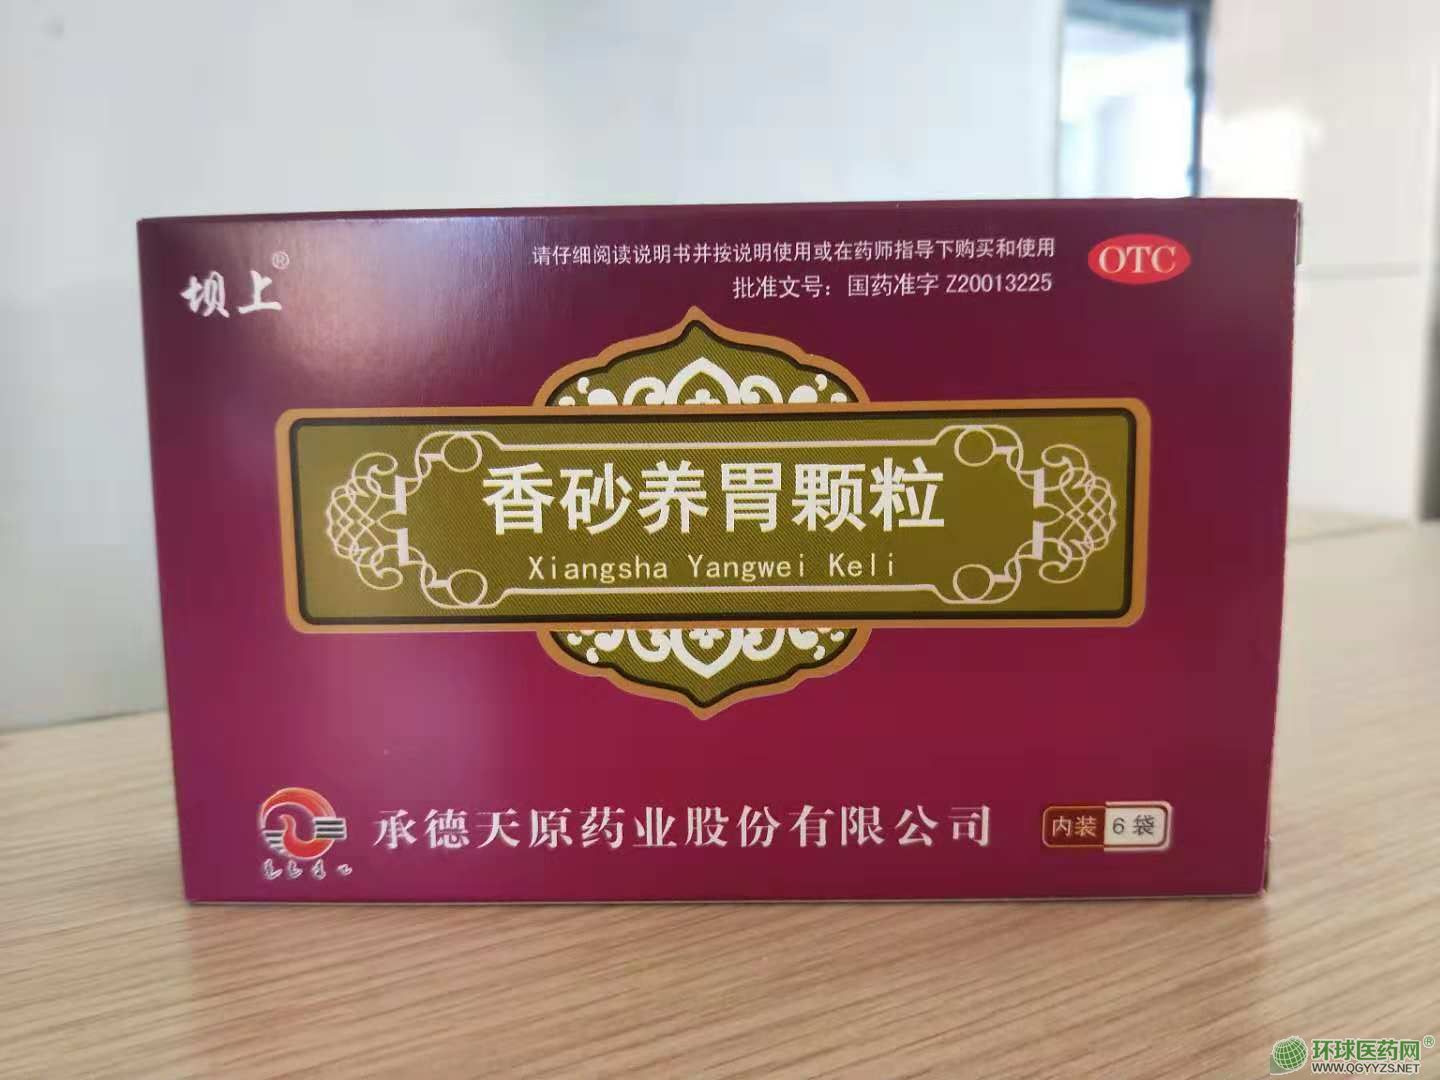 坝上®
请仔细阅读说明书并按说明使用或在药师指导下购买和使用
批准文号：国药准字 Z20013225
OTC
香砂养胃颗粒
Xiangsha Yangwei Keli
承德天原药业股份有限公司
内装 6 袋
环球医药网®
WWW.QGYYZS.NET